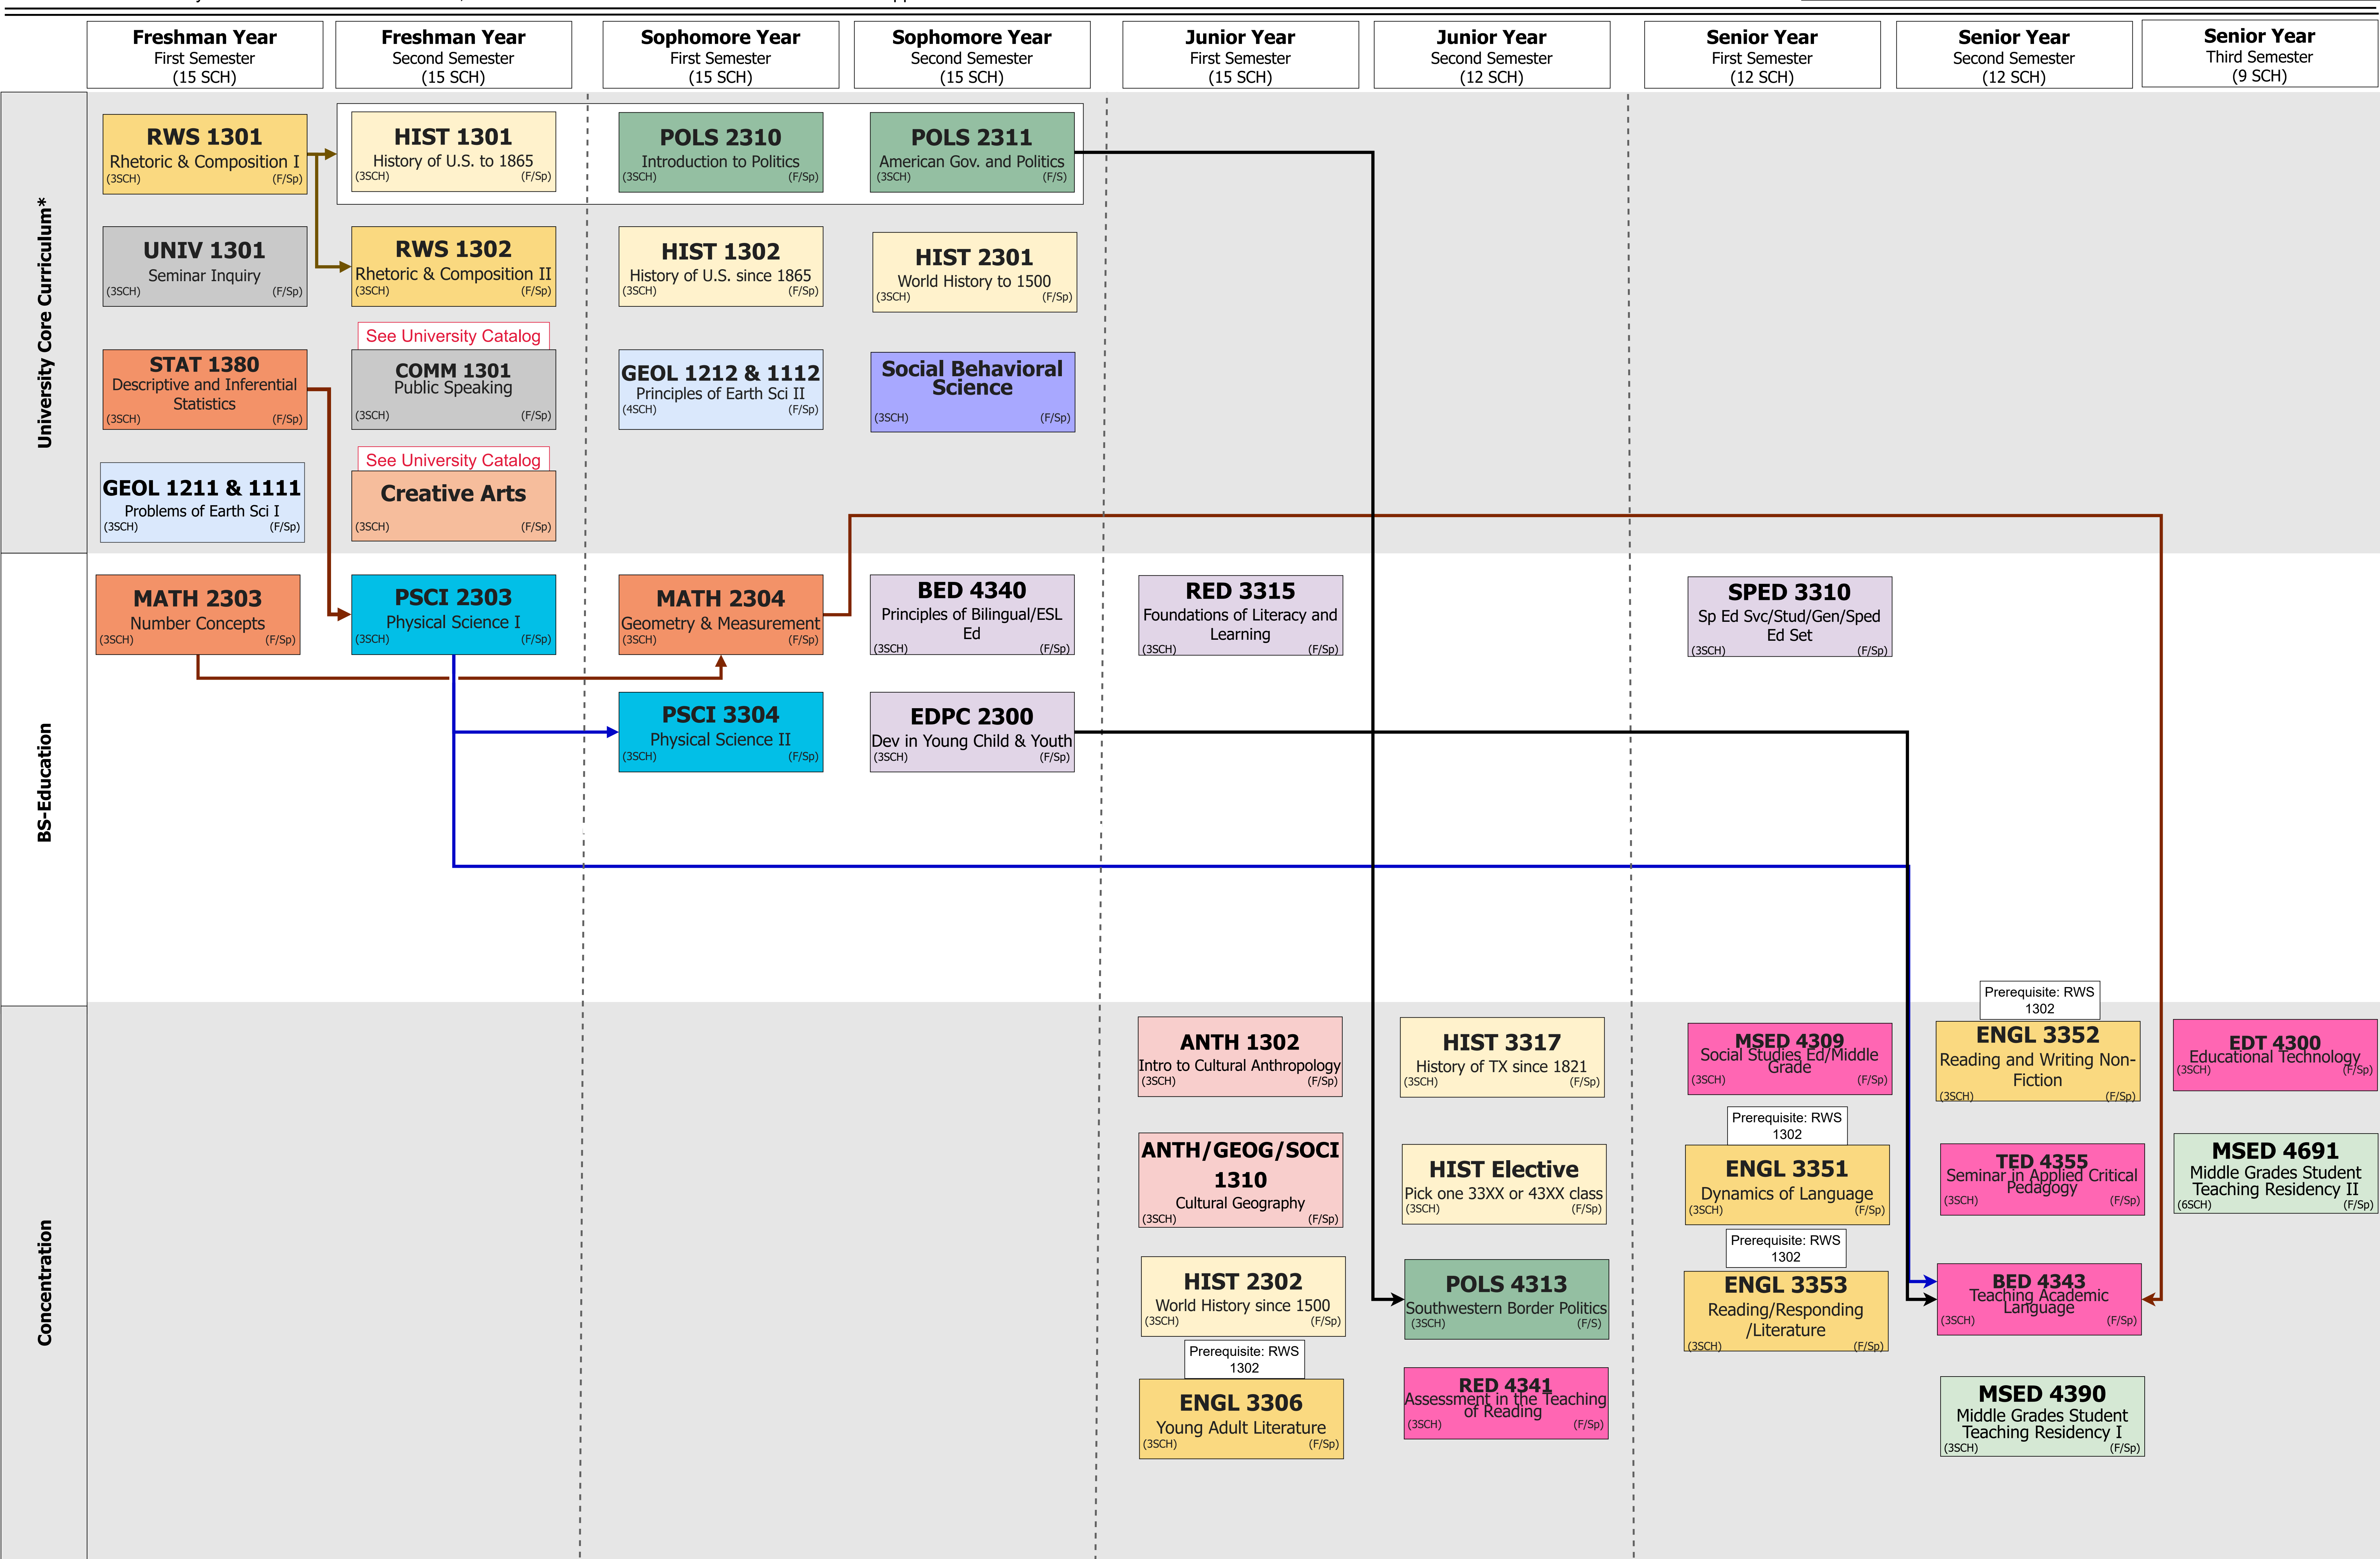 Freshman Year
First Semester
(15 SCH)
Freshman Year
Second Semester
(15 SCH)
Sophomore Year
First Semester
(15 SCH)
Sophomore Year
Second Semester
(15 SCH)
Junior Year
First Semester
(15 SCH)
Junior Year
Second Semester
(12 SCH)
Senior Year
First Semester
(12 SCH)
Senior Year
Second Semester
(12 SCH)
Senior Year
Third Semester
(9 SCH)
University Core Curriculum*
RWS 1301
Rhetoric & Composition I
(3SCH) (F/Sp)
HIST 1301
History of U.S. to 1865
(3SCH) (F/Sp)
POLS 2310
Introduction to Politics
(3SCH) (F/Sp)
POLS 2311
American Gov. and Politics
(3SCH) (F/S)
UNIV 1301
Seminar Inquiry
(3SCH) (F/Sp)
RWS 1302
Rhetoric & Composition II
(3SCH) (F/Sp)
HIST 1302
History of U.S. since 1865
(3SCH) (F/Sp)
HIST 2301
World History to 1500
(3SCH) (F/Sp)
STAT 1380
Descriptive and Inferential
Statistics
(3SCH) (F/Sp)
See University Catalog
COMM 1301
Public Speaking
(3SCH) (F/Sp)
GEOL 1212 & 1112
Principles of Earth Sci II
(4SCH) (F/Sp)
Social Behavioral
Science
(3SCH) (F/Sp)
GEOL 1211 & 1111
Problems of Earth Sci I
(3SCH) (F/Sp)
See University Catalog
Creative Arts
(3SCH) (F/Sp)
BS-Education
MATH 2303
Number Concepts
(3SCH) (F/Sp)
PSCI 2303
Physical Science I
(3SCH) (F/Sp)
MATH 2304
Geometry & Measurement
(3SCH) (F/Sp)
BED 4340
Principles of Bilingual/ESL
Ed
(3SCH) (F/Sp)
RED 3315
Foundations of Literacy and
Learning
(3SCH) (F/Sp)
SPED 3310
Sp Ed Svc/Stud/Gen/Sped
Ed Set
(3SCH) (F/Sp)
PSCI 3304
Physical Science II
(3SCH) (F/Sp)
EDPC 2300
Dev in Young Child & Youth
(3SCH) (F/Sp)
Concentration
ANTH 1302
Intro to Cultural Anthropology
(3SCH) (F/Sp)
HIST 3317
History of TX since 1821
(3SCH) (F/Sp)
MSED 4309
Social Studies Ed/Middle
Grade
(3SCH) (F/Sp)
Prerequisite: RWS
1302
ENGL 3352
Reading and Writing Non-
Fiction
(3SCH) (F/Sp)
EDT 4300
Educational Technology
(3SCH) (F/Sp)
ANTH/GEOG/SOCI
1310
Cultural Geography
(3SCH) (F/Sp)
HIST Elective
Pick one 33XX or 43XX class
(3SCH) (F/Sp)
Prerequisite: RWS
1302
ENGL 3351
Dynamics of Language
(3SCH) (F/Sp)
TED 4355
Seminar in Applied Critical
Pedagogy
(3SCH) (F/Sp)
MSED 4691
Middle Grades Student
Teaching Residency II
(6SCH) (F/Sp)
HIST 2302
World History since 1500
(3SCH) (F/Sp)
POLS 4313
Southwestern Border Politics
(3SCH) (F/S)
Prerequisite: RWS
1302
ENGL 3353
Reading/Responding
/Literature
(3SCH) (F/Sp)
BED 4343
Teaching Academic
Language
(3SCH) (F/Sp)
Prerequisite: RWS
1302
ENGL 3306
Young Adult Literature
(3SCH) (F/Sp)
RED 4341
Assessment in the Teaching
of Reading
(3SCH) (F/Sp)
MSED 4390
Middle Grades Student
Teaching Residency I
(3SCH) (F/Sp)